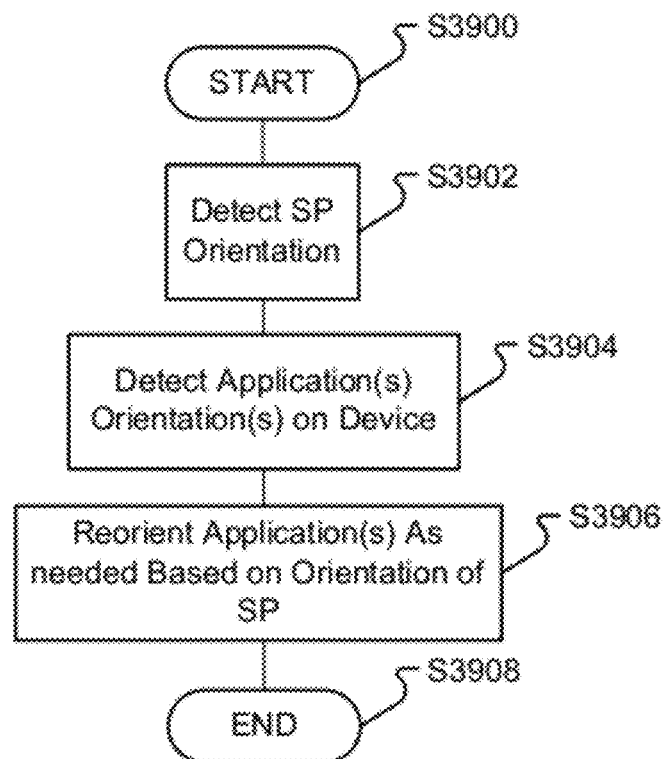 S3900
START
S3902
Detect SP
Orientation
S3904
Detect Application(s)
Orientation(s) on Device
S3906
Reorient Application(s) As
needed Based on Orientation of
SP
S3908
END